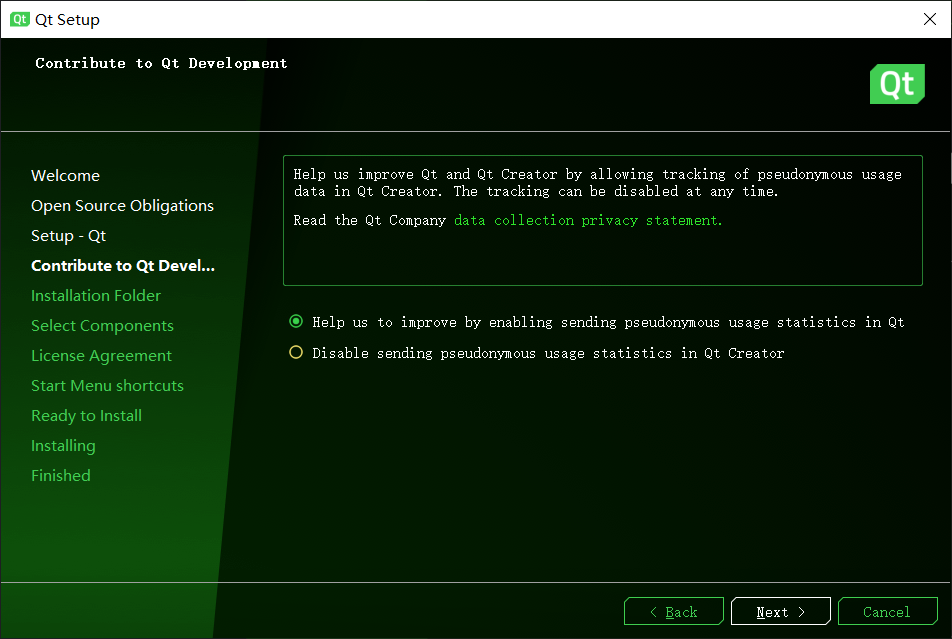 Qt Qt Setup
Contribute to Qt Development
Qt
Welcome
Open Source Obligations
Setup - Qt
Contribute to Qt Devel...
Installation Folder
Select Components
License Agreement
Start Menu shortcuts
Ready to Install
Installing
Finished
Help us improve Qt and Qt Creator by allowing tracking of pseudonymous usage
data in Qt Creator. The tracking can be disabled at any time.
Read the Qt Company data collection privacy statement.
Help us to improve by enabling sending pseudonymous usage statistics in Qt
Disable sending pseudonymous usage statistics in Qt Creator
< Back
Next >
Cancel